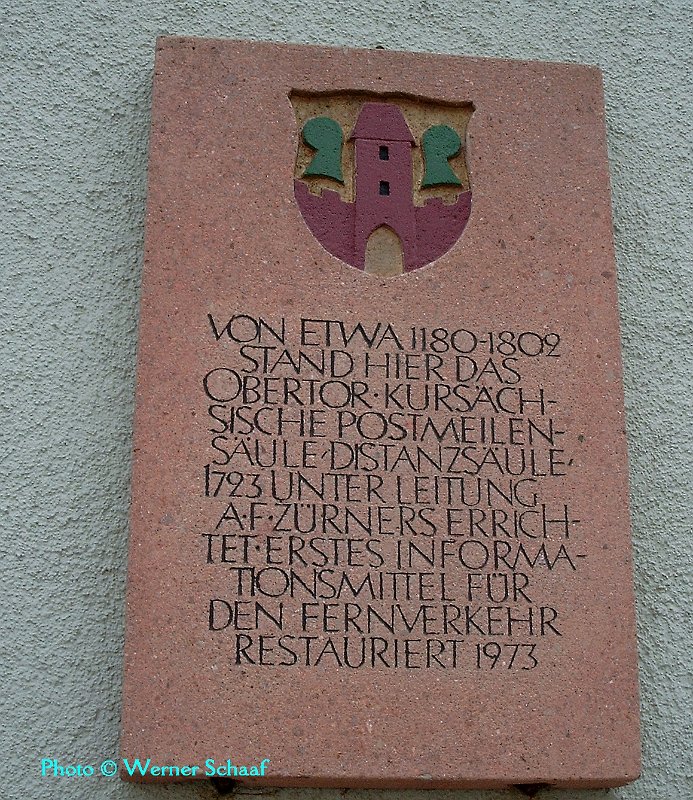 VON ETWA 1180-1802
STAND HIER DAS
OBERTOR·KURSÄCH-
SISCHE POSTMEILEN-
SÄULE·DISTANZSÄULE·
1723 UNTER LEITUNG
A·F·ZÜRNERS ERRICH-
TET·ERSTES INFORMA-
TIONSMITTEL FÜR
DEN FERNVERKEHR
RESTAURIERT 1973
Photo © Werner Schaaf